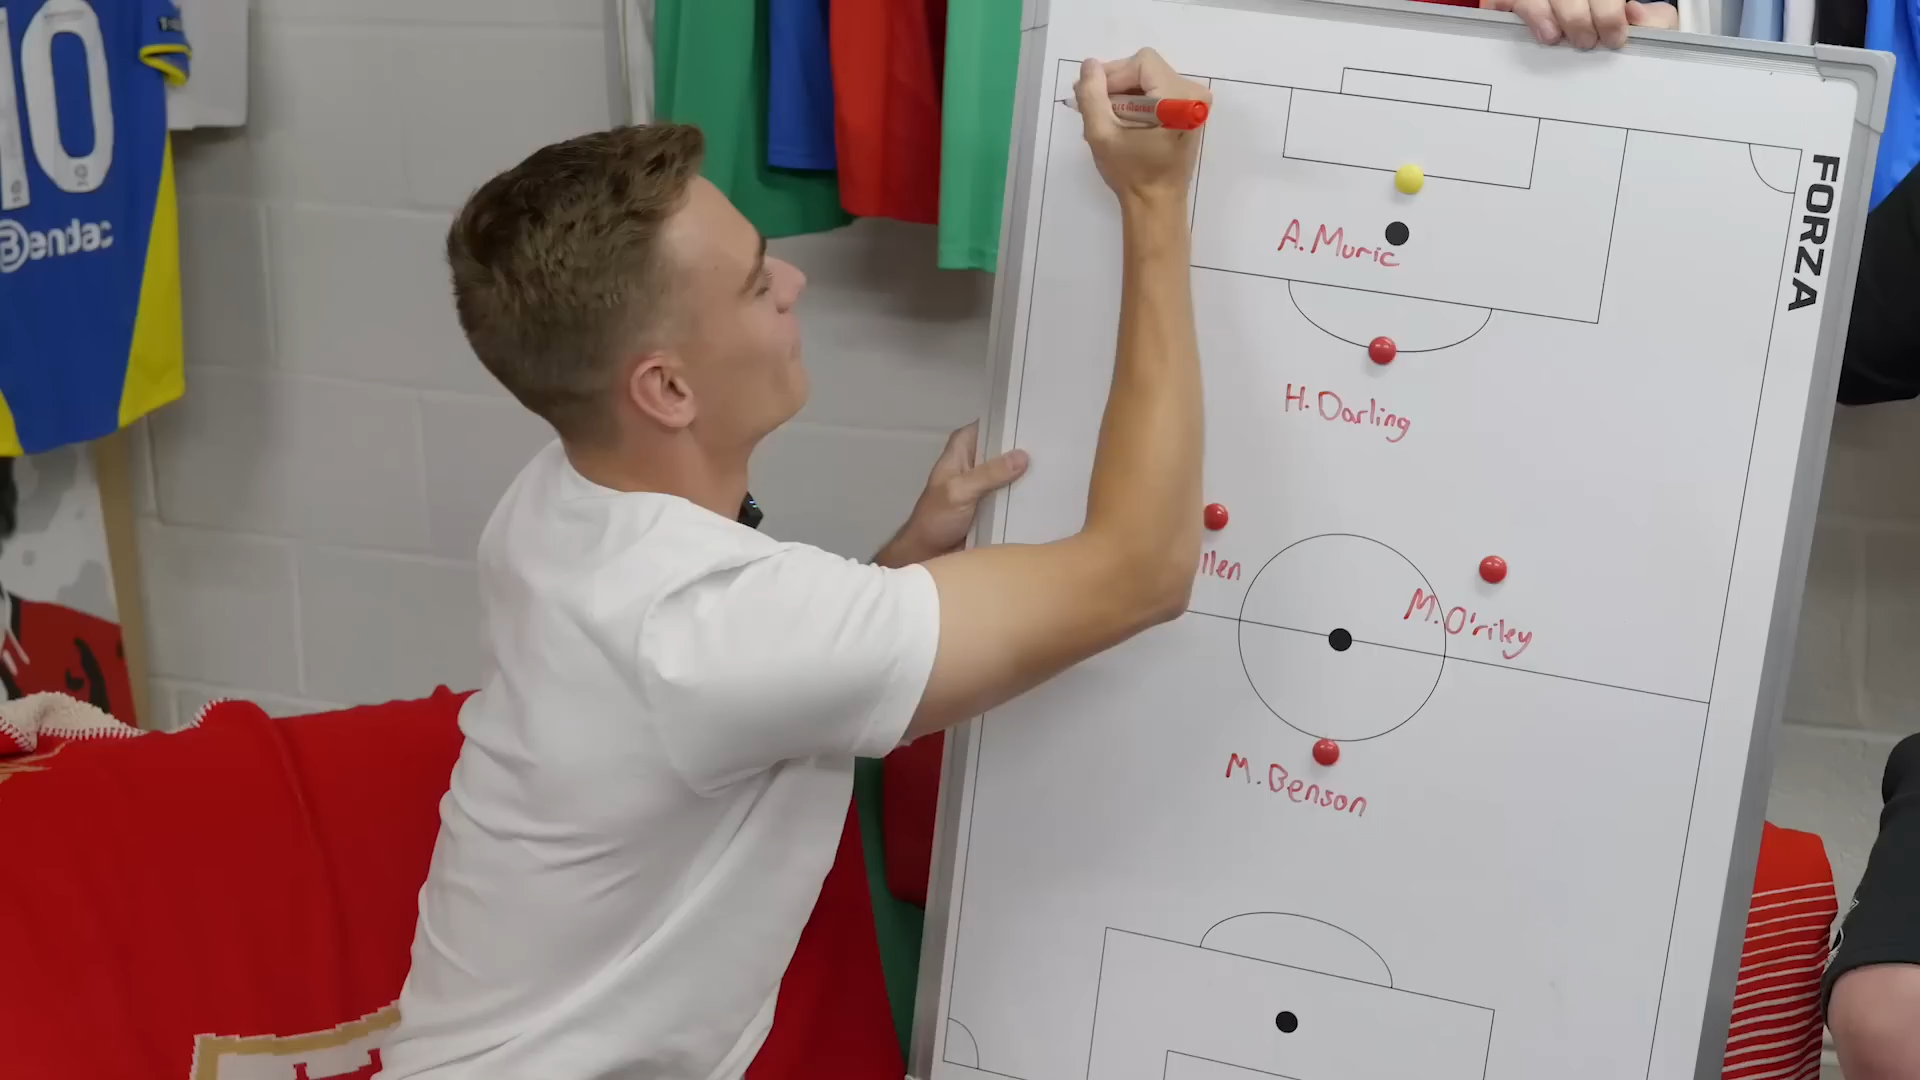 10
Bendac
FORZA
A.Muric
H.Darling
llen
M.O'riley
M.Benson